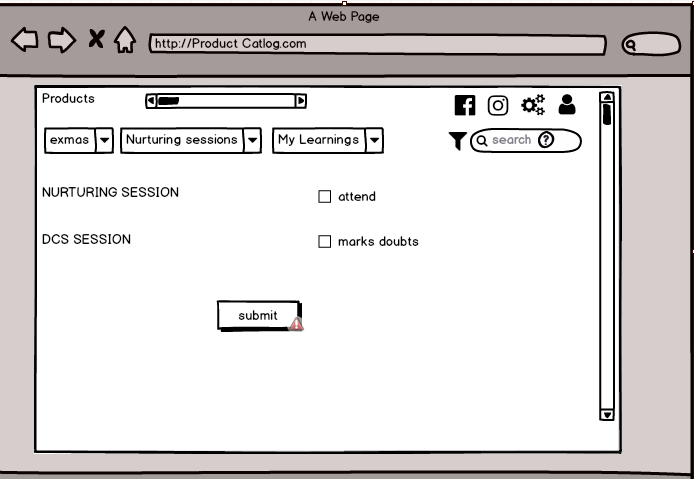 A Web Page
http://Product Catlog.com
Products
exmas Nurturing sessions My Learnings search ?
NURTURING SESSION attend
DCS SESSION marks doubts
submit